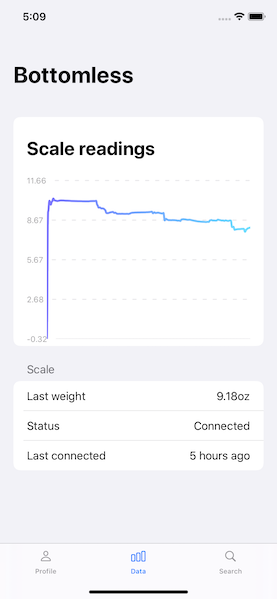 5:09
Bottomless
Scale readings
11.66
8.67
5.67
2.68
-0.32
Scale
Last weight 9.18oz
Status Connected
Last connected 5 hours ago
Profile Data Search